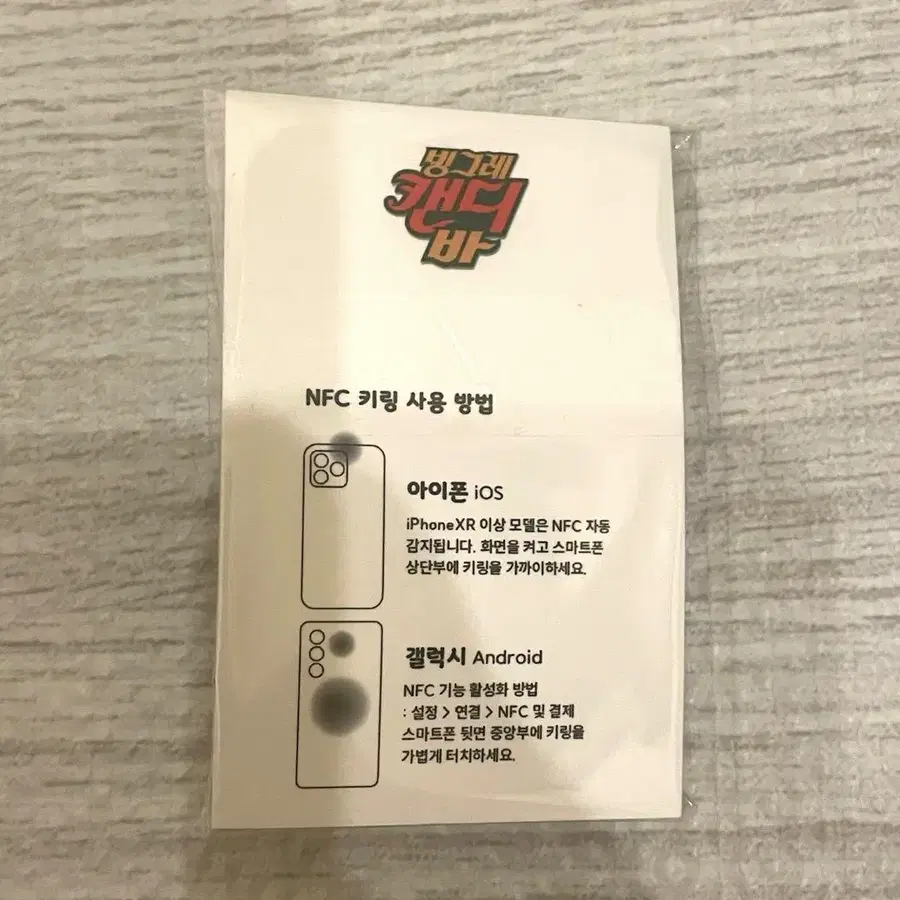 빙그레
캔디
바
NFC 키링 사용 방법
아이폰 iOS
iPhoneXR 이상 모델은 NFC 자동
감지됩니다. 화면을 켜고 스마트폰
상단부에 키링을 가까이하세요.
갤럭시 Android
NFC 기능 활성화 방법
: 설정 > 연결 > NFC 및 결제
스마트폰 뒷면 중앙부에 키링을
가볍게 터치하세요.